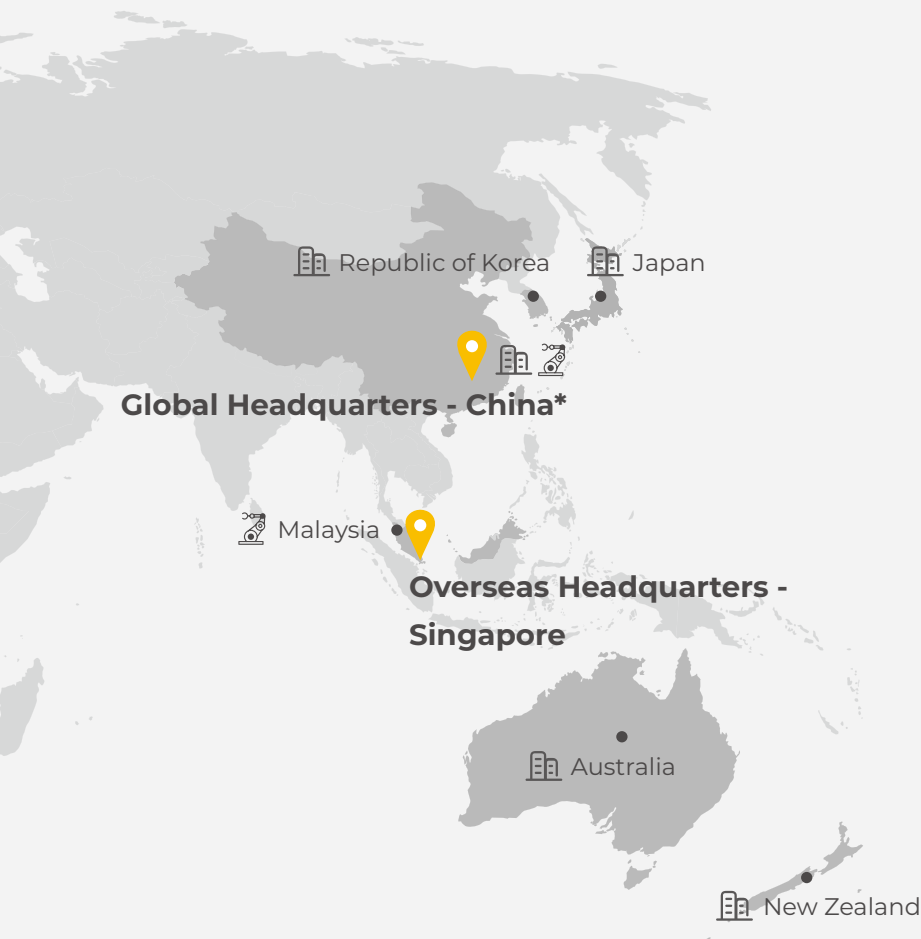 Republic of Korea
Japan
Global Headquarters - China*
Malaysia
Overseas Headquarters -
Singapore
Australia
New Zealand